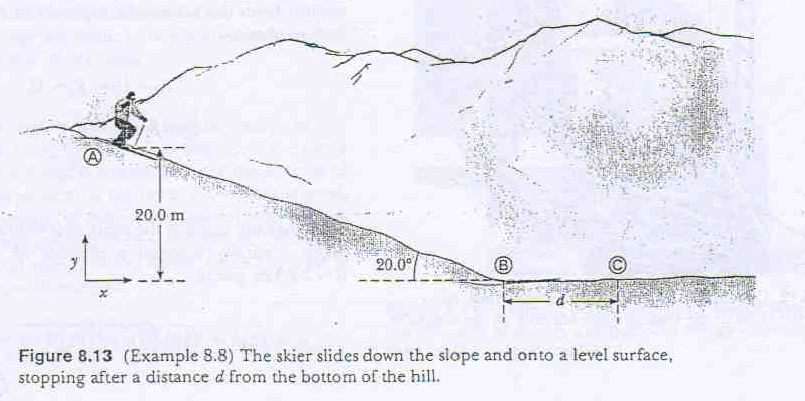 Ⓐ
20.0 m
y
x
20.0°
Ⓑ
Ⓒ
d
Figure 8.13 (Example 8.8) The skier slides down the slope and onto a level surface,
stopping after a distance d from the bottom of the hill.